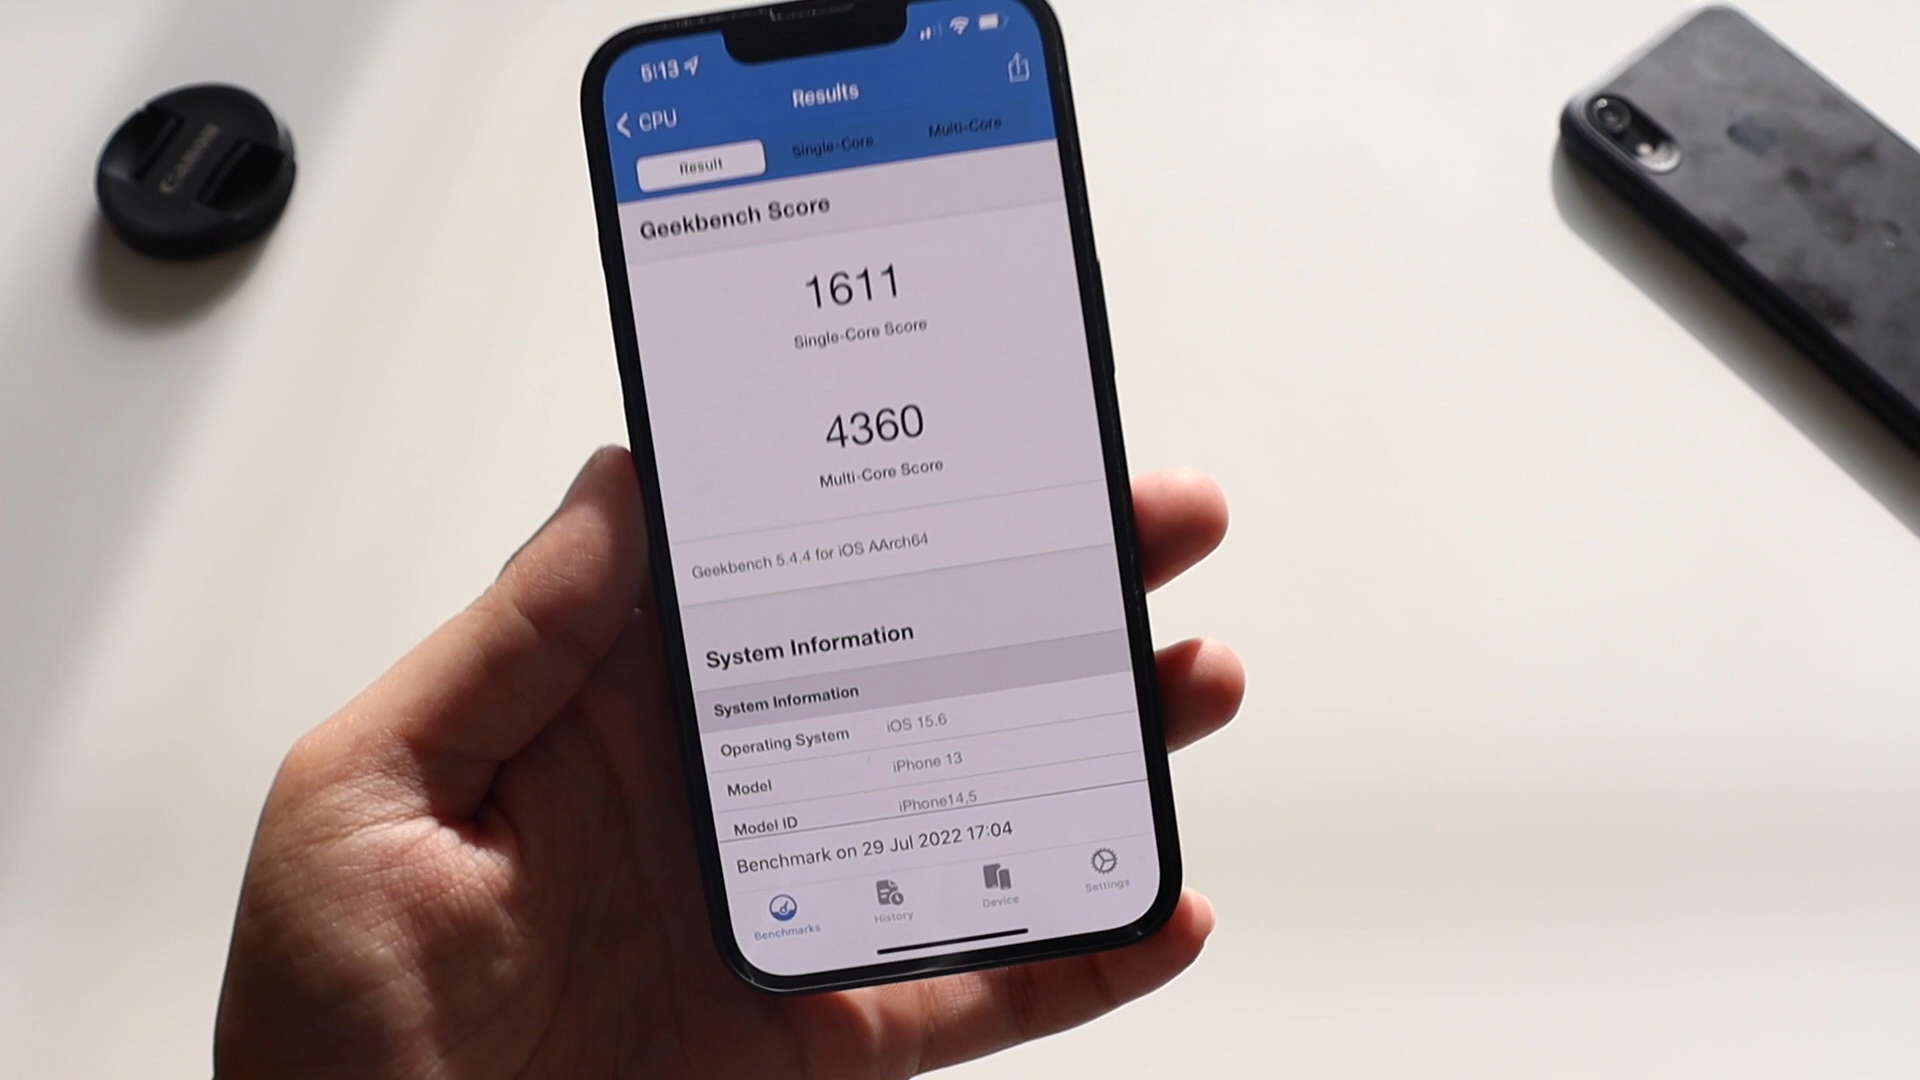 5:13
CPU
Results
Result Single-Core Multi-Core
Geekbench Score
1611
Single-Core Score
4360
Multi-Core Score
Geekbench 5.4.4 for iOS AArch64
System Information
System Information
Operating System iOS 15.6
Model iPhone 13
Model ID iPhone14,5
Benchmark on 29 Jul 2022 17:04
Benchmarks History Device Settings
Canon